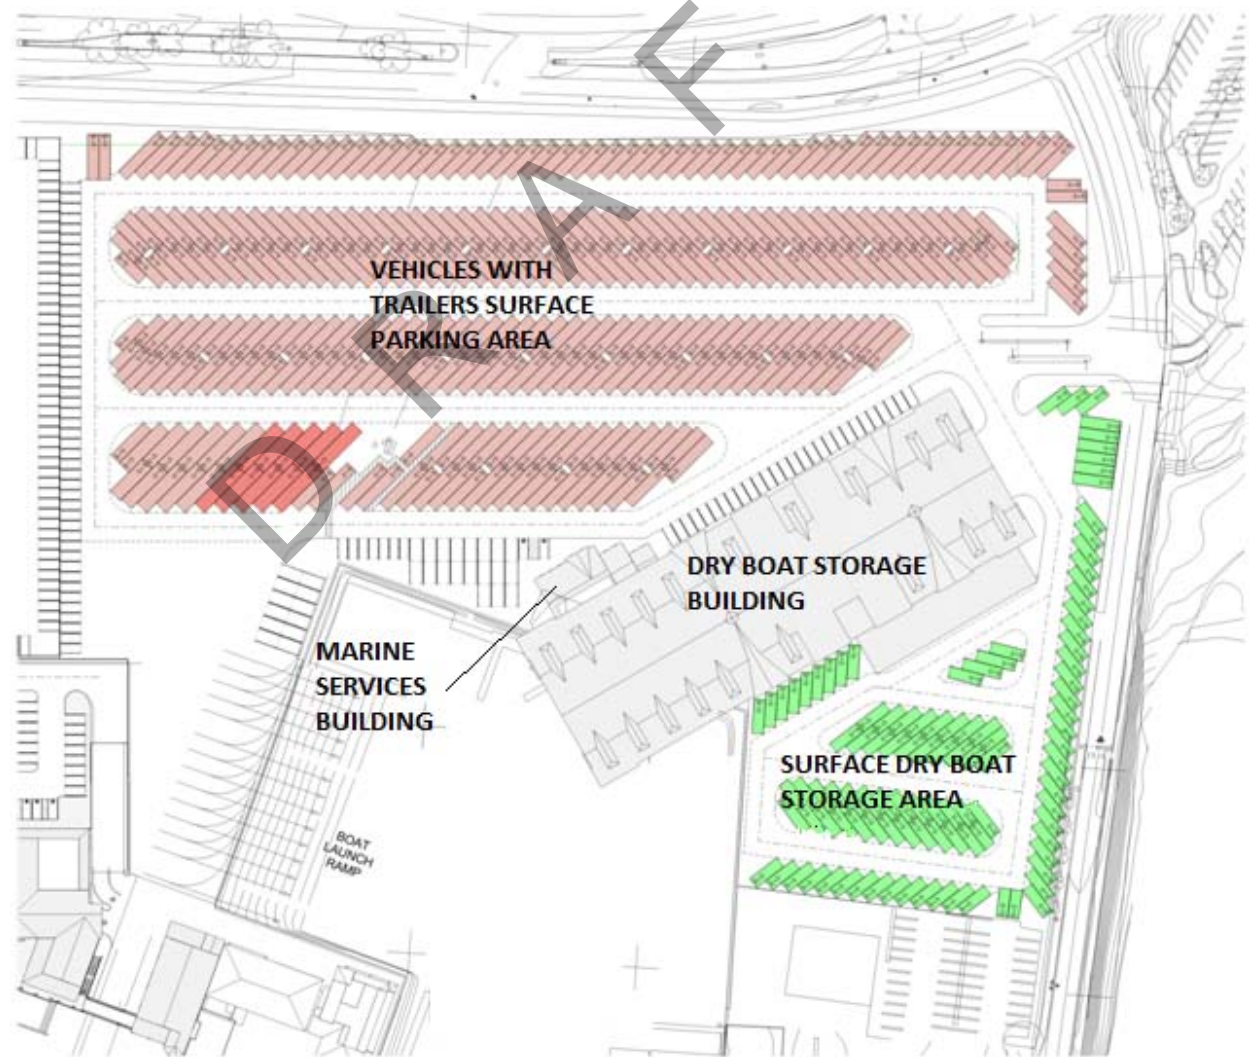 DRAFT
VEHICLES WITH
TRAILERS SURFACE
PARKING AREA
DRY BOAT STORAGE
BUILDING
MARINE
SERVICES
BUILDING
SURFACE DRY BOAT
STORAGE AREA
BOAT
LAUNCH
RAMP